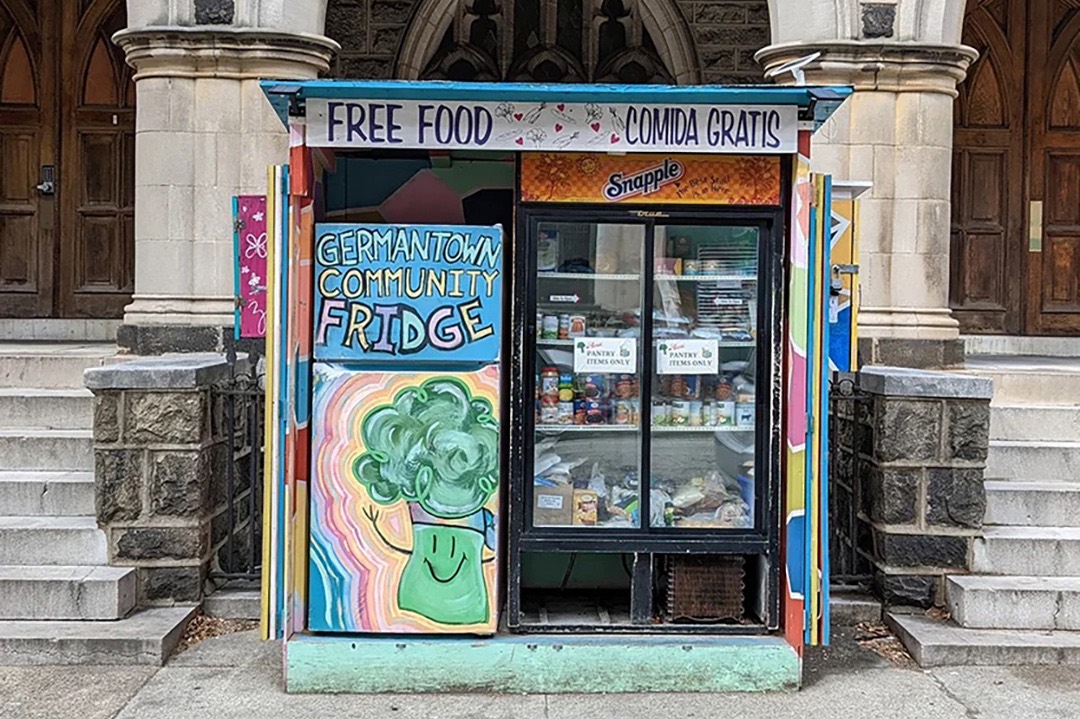 FREE FOOD COMIDA GRATIS
Snapple
GERMANTOWN
COMMUNITY
FRIDGE
PANTRY
ITEMS ONLY
PANTRY
ITEMS ONLY